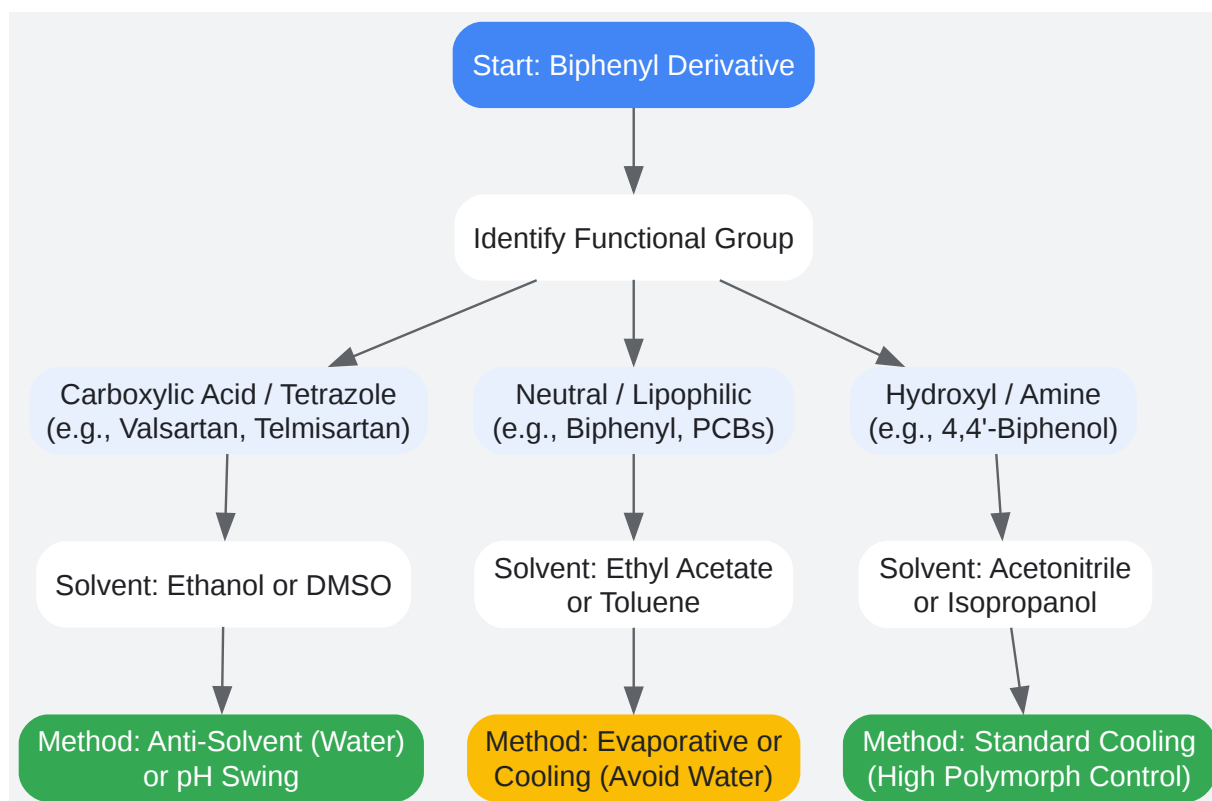 Start: Biphenyl Derivative
Identify Functional Group
Carboxylic Acid / Tetrazole
(e.g., Valsartan, Telmisartan)
Neutral / Lipophilic
(e.g., Biphenyl, PCBs)
Hydroxyl / Amine
(e.g., 4,4'-Biphenol)
Solvent: Ethanol or DMSO
Solvent: Ethyl Acetate
or Toluene
Solvent: Acetonitrile
or Isopropanol
Method: Anti-Solvent (Water)
or pH Swing
Method: Evaporative or
Cooling (Avoid Water)
Method: Standard Cooling
(High Polymorph Control)